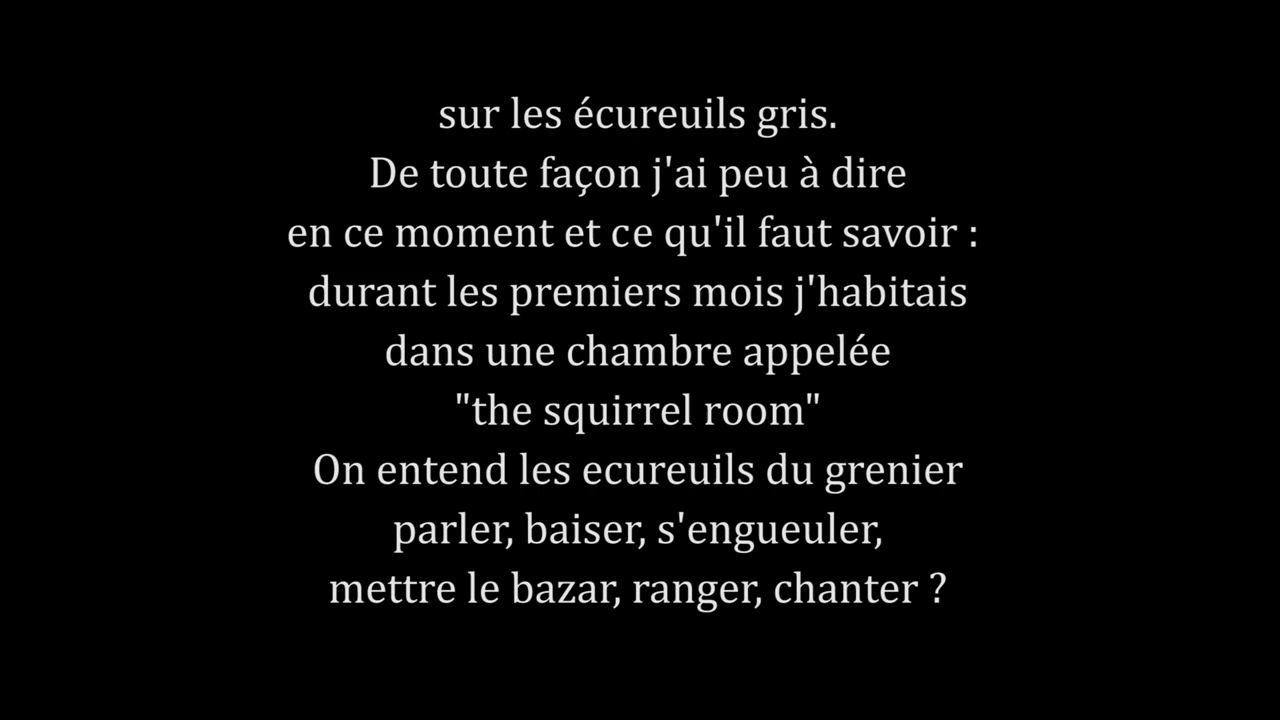 sur les écureuils gris.
De toute façon j'ai peu à dire
en ce moment et ce qu'il faut savoir :
durant les premiers mois j'habitais
dans une chambre appelée
"the squirrel room"
On entend les ecureuils du grenier
parler, baiser, s'engueuler,
mettre le bazar, ranger, chanter ?